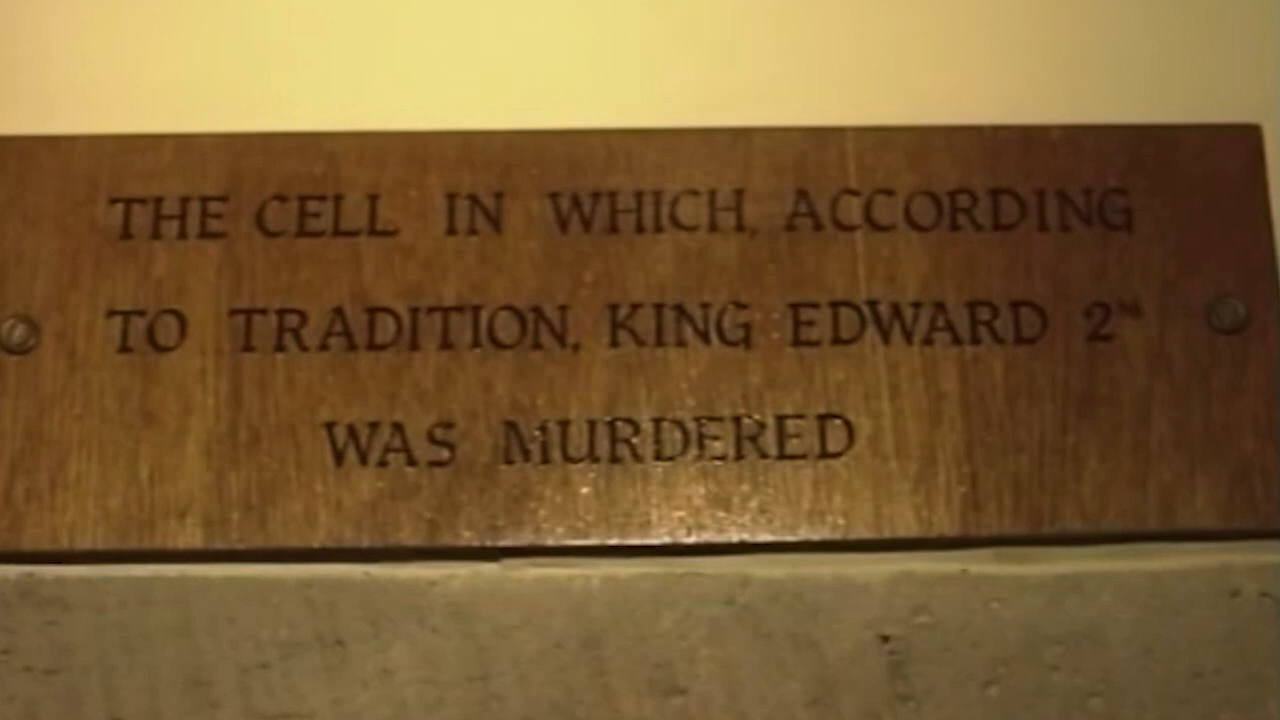 THE CELL IN WHICH, ACCORDING
TO TRADITION, KING EDWARD 2ND
WAS MURDERED